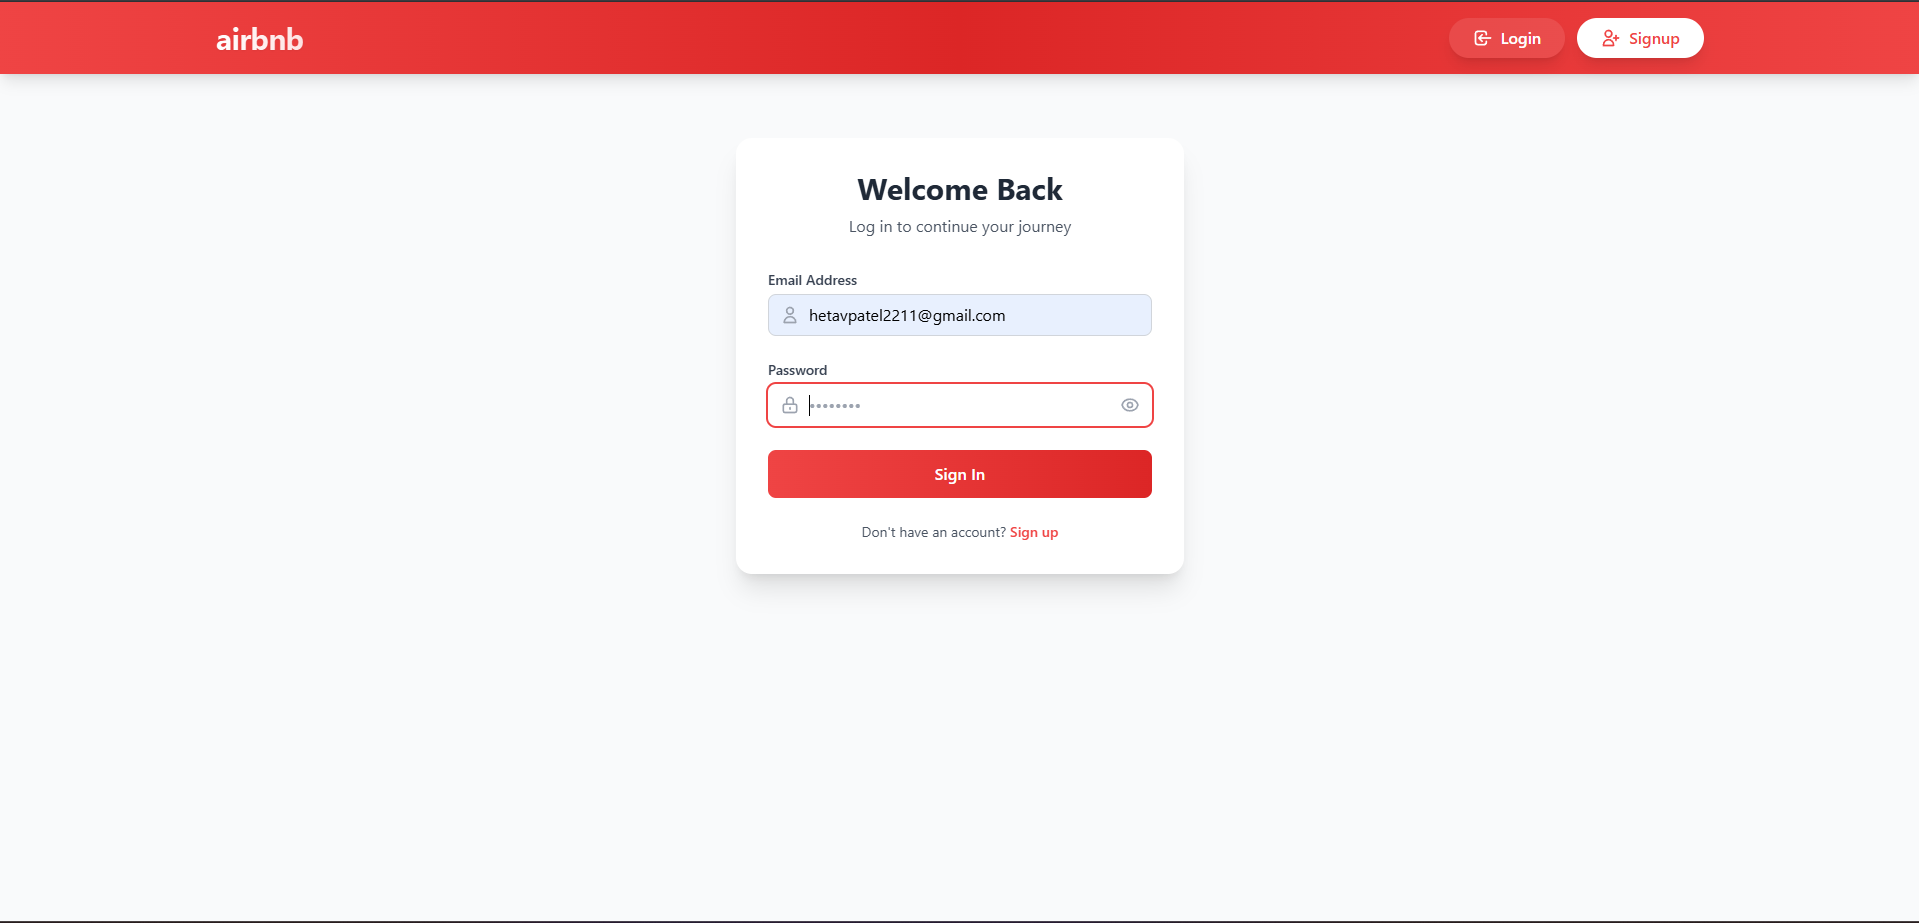 airbnb
Login
Signup
Welcome Back
Log in to continue your journey
Email Address
hetavpatel2211@gmail.com
Password
••••••••
Sign In
Don't have an account? Sign up